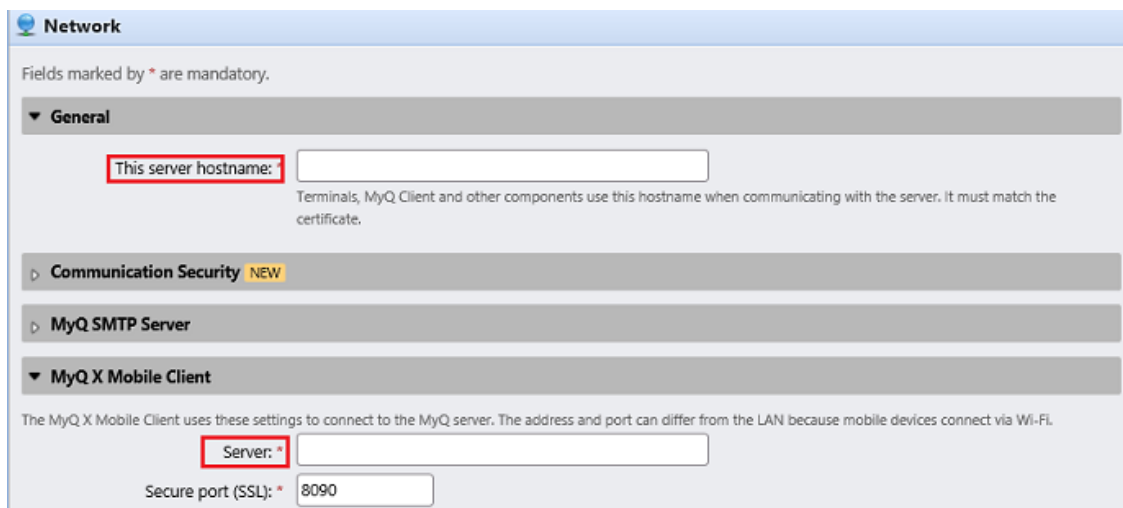 Network
Fields marked by * are mandatory.
General
This server hostname: *
Terminals, MyQ Client and other components use this hostname when communicating with the server. It must match the
certificate.
Communication Security NEW
MyQ SMTP Server
MyQ X Mobile Client
The MyQ X Mobile Client uses these settings to connect to the MyQ server. The address and port can differ from the LAN because mobile devices connect via Wi-Fi.
Server: *
Secure port (SSL): * 8090